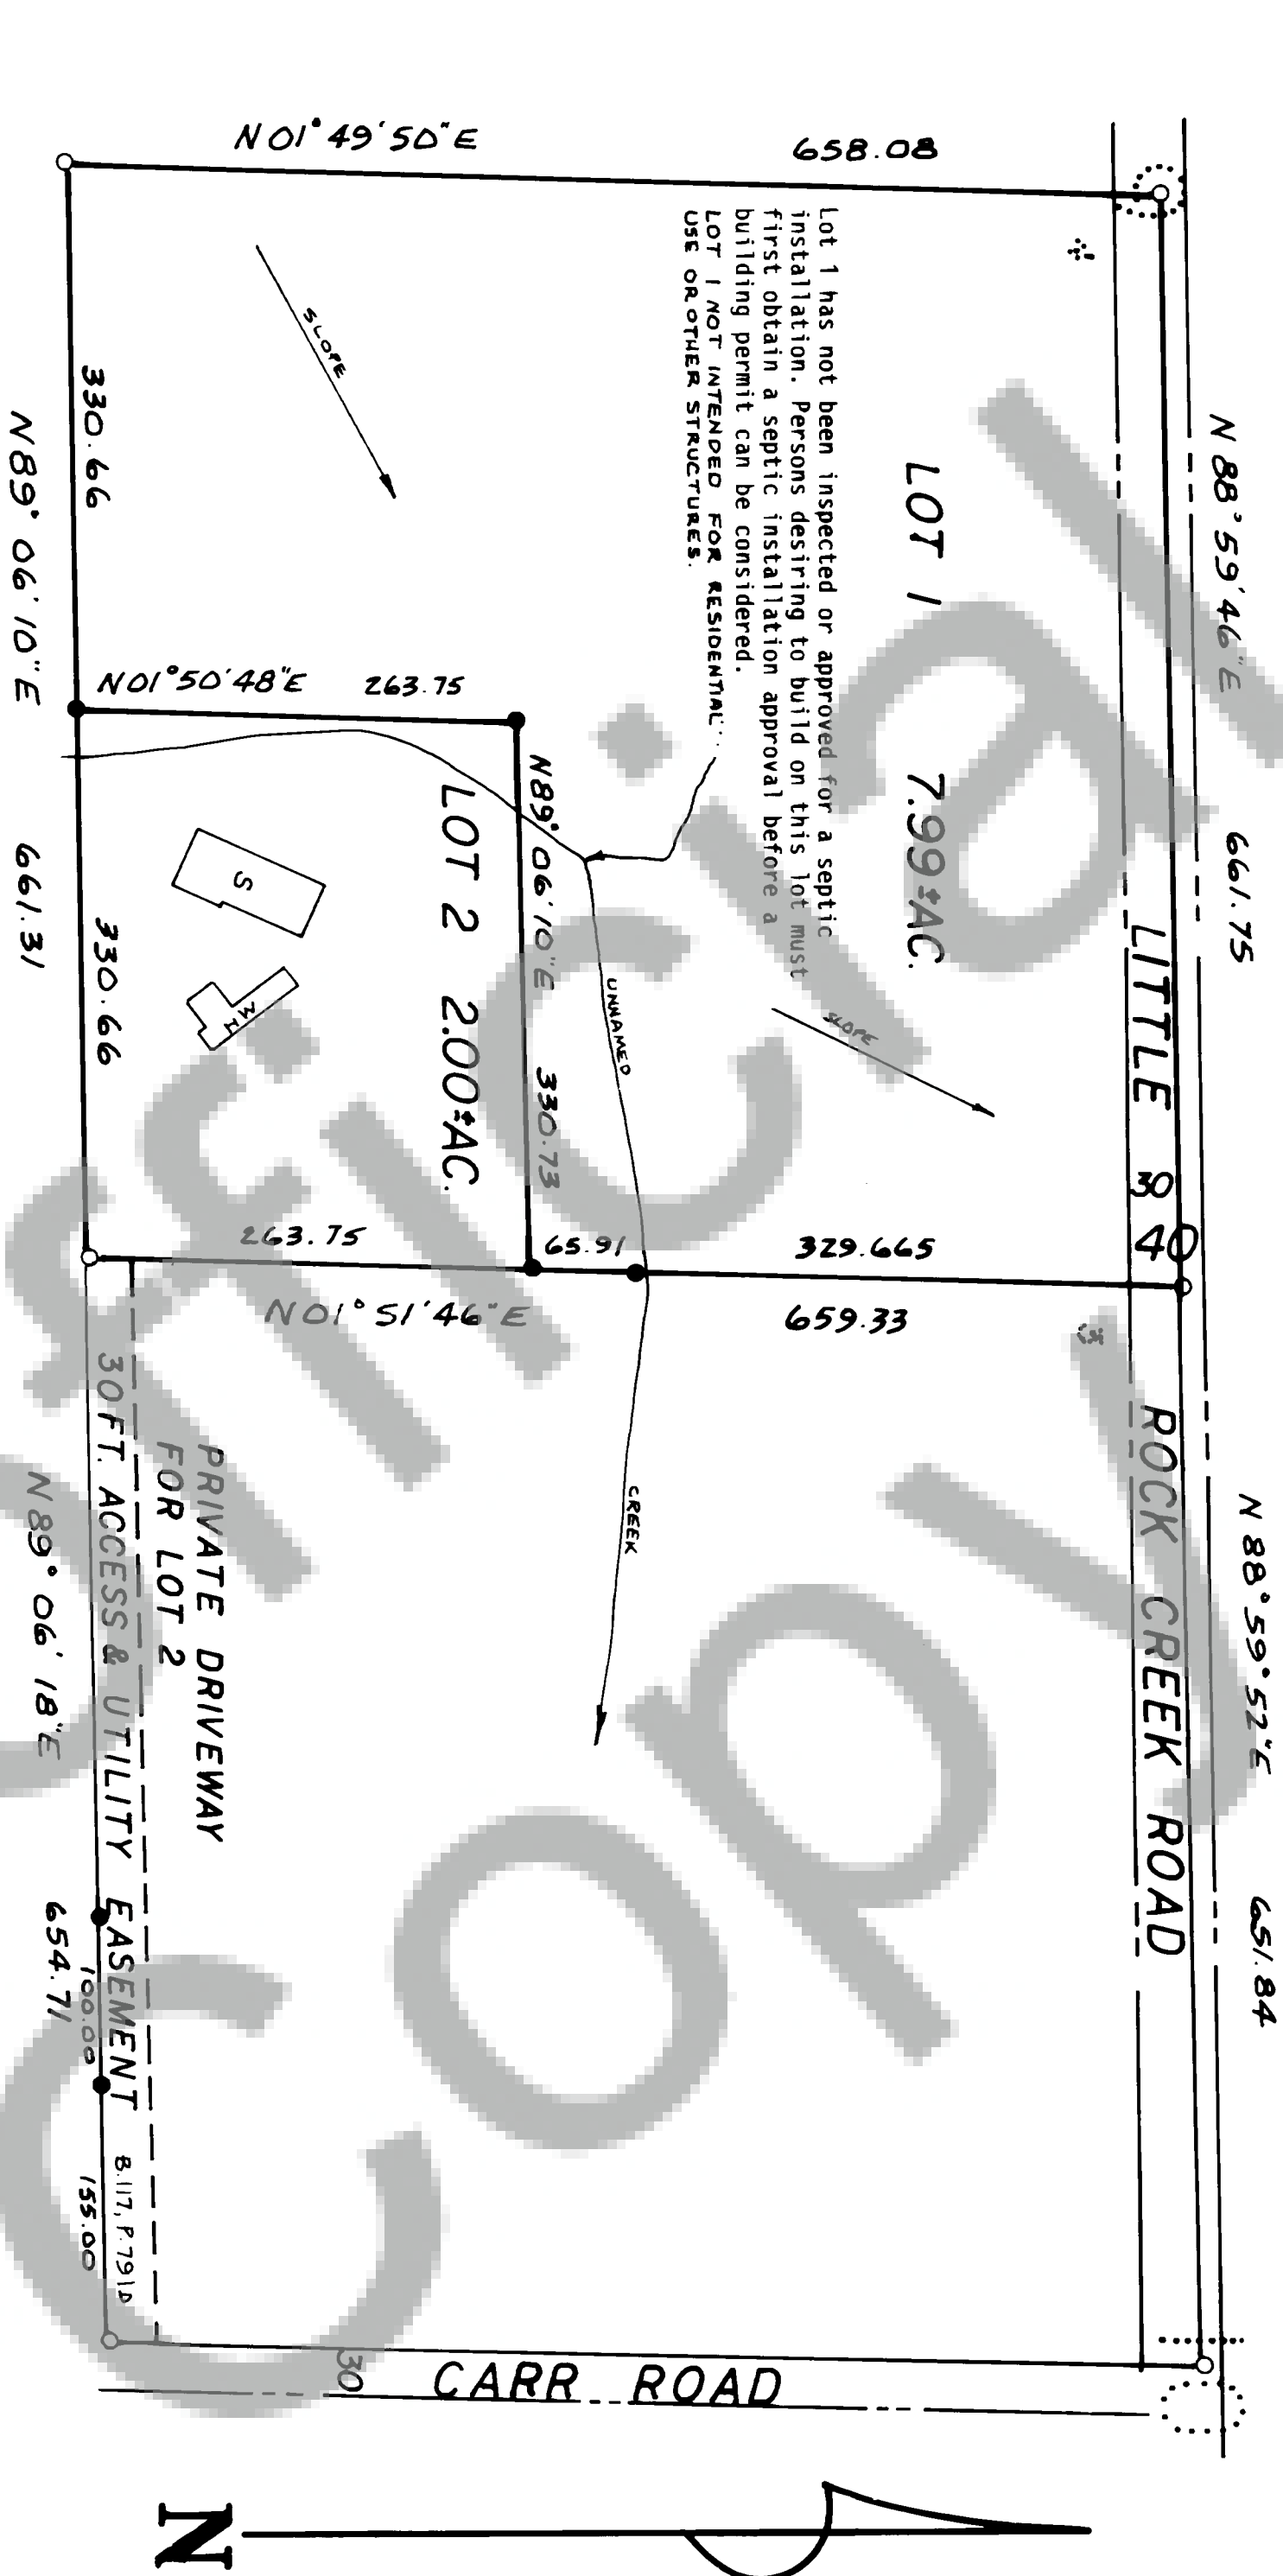 N 88° 59' 46" E
661.75
N 88° 59' 52" E
651.84
LITTLE ROCK CREEK ROAD
30
40
N 01° 49' 50" E
658.08
LOT 1 7.99±AC.
Lot 1 has not been inspected or approved for a septic
installation. Persons desiring to build on this lot must
first obtain a septic installation approval before a
building permit can be considered.
LOT 1 NOT INTENDED FOR RESIDENTIAL
USE OR OTHER STRUCTURES.
SLOPE
SLOPE
UNNAMED
CREEK
329.665
659.33
65.91
N 89° 06' 10" E
330.73
N 01° 50' 48" E
263.75
LOT 2 2.00±AC.
S
263.75
N 01° 51' 46" E
PRIVATE DRIVEWAY
FOR LOT 2
30 FT. ACCESS & UTILITY EASEMENT
B.117, P.791D
330.66
330.66
N 89° 06' 10" E
661.31
100.00
155.00
N 89° 06' 18" E
654.71
30
CARR ROAD
N
Unofficial Copy